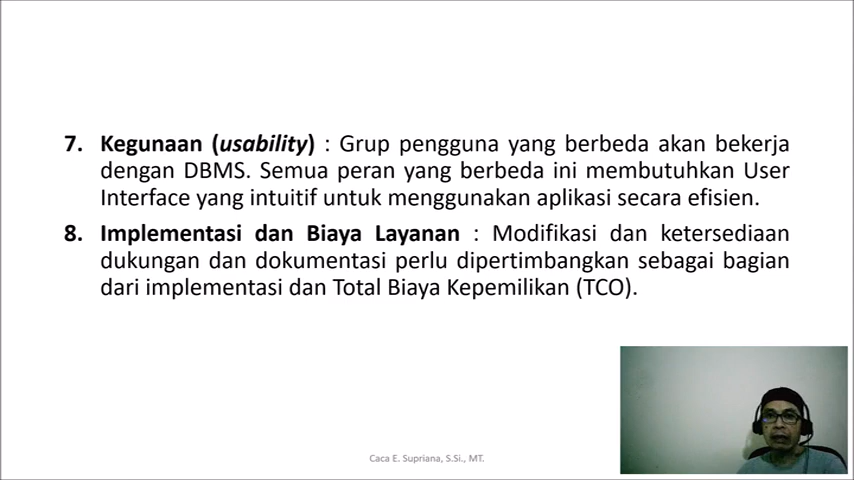 7. Kegunaan (usability) : Grup pengguna yang berbeda akan bekerja
dengan DBMS. Semua peran yang berbeda ini membutuhkan User
Interface yang intuitif untuk menggunakan aplikasi secara efisien.
8. Implementasi dan Biaya Layanan : Modifikasi dan ketersediaan
dukungan dan dokumentasi perlu dipertimbangkan sebagai bagian
dari implementasi dan Total Biaya Kepemilikan (TCO).
Caca E. Supriana, S.Si., MT.